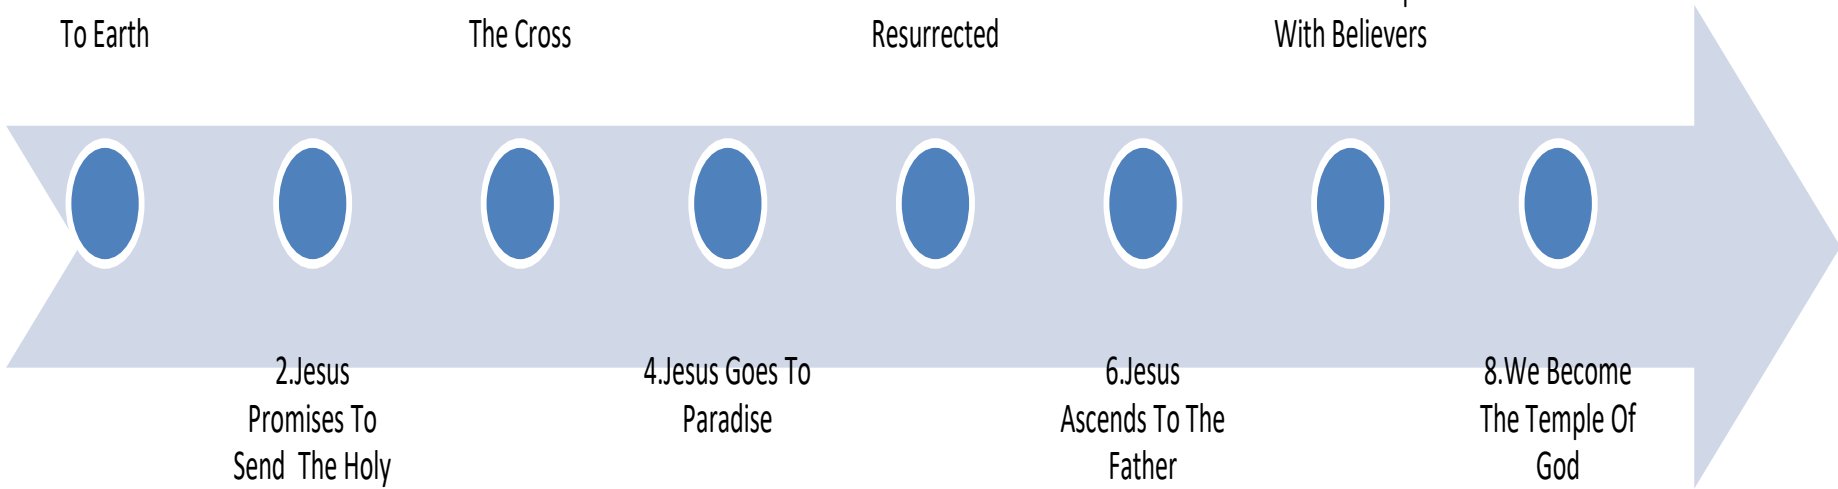 To Earth
The Cross
Resurrected
With Believers
2.Jesus
Promises To
Send  The Holy
4.Jesus Goes To
Paradise
6.Jesus
Ascends To The
Father
8.We Become
The Temple Of
God